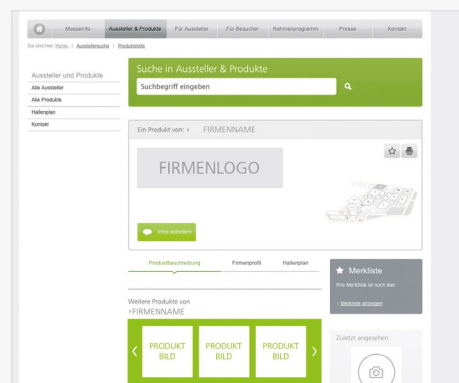 Messeinfo Aussteller & Produkte Für Aussteller Für Besucher Rahmenprogramm Presse Kontakt
Sie sind hier: Home | Ausstellersuche | Produktdetails
Aussteller und Produkte
Alle Aussteller
Alle Produkte
Hallenplan
Kontakt
Suche in Aussteller & Produkte
Suchbegriff eingeben
Ein Produkt von: › FIRMENNAME
FIRMENLOGO
Infos anfordern
Produktbeschreibung Firmenprofil Hallenplan
Merkliste
Ihre Merkliste ist noch leer.
› Merkliste anzeigen
Weitere Produkte von
›FIRMENNAME
PRODUKT BILD
PRODUKT BILD
PRODUKT BILD
Zuletzt angesehen